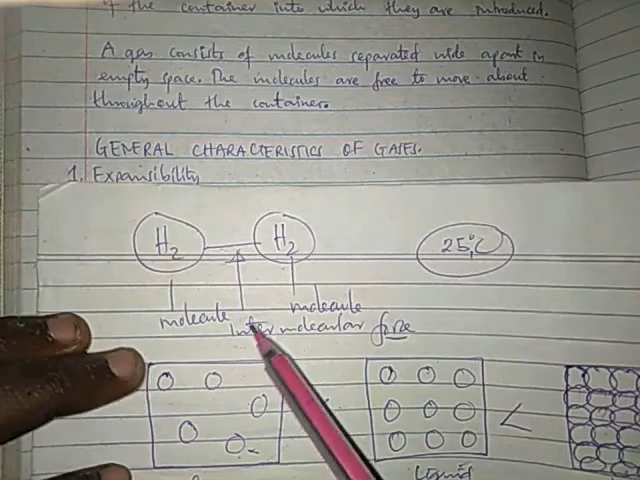 if the container into which they are introduced.
A gas consists of molecules separated wide apart in
empty space. The molecules are free to move about
throughout the container.
GENERAL CHARACTERISTICS OF GASES.
1. Expansibility
H2 H2 25°C
molecule molecule
inter molecular force
<
Liquid